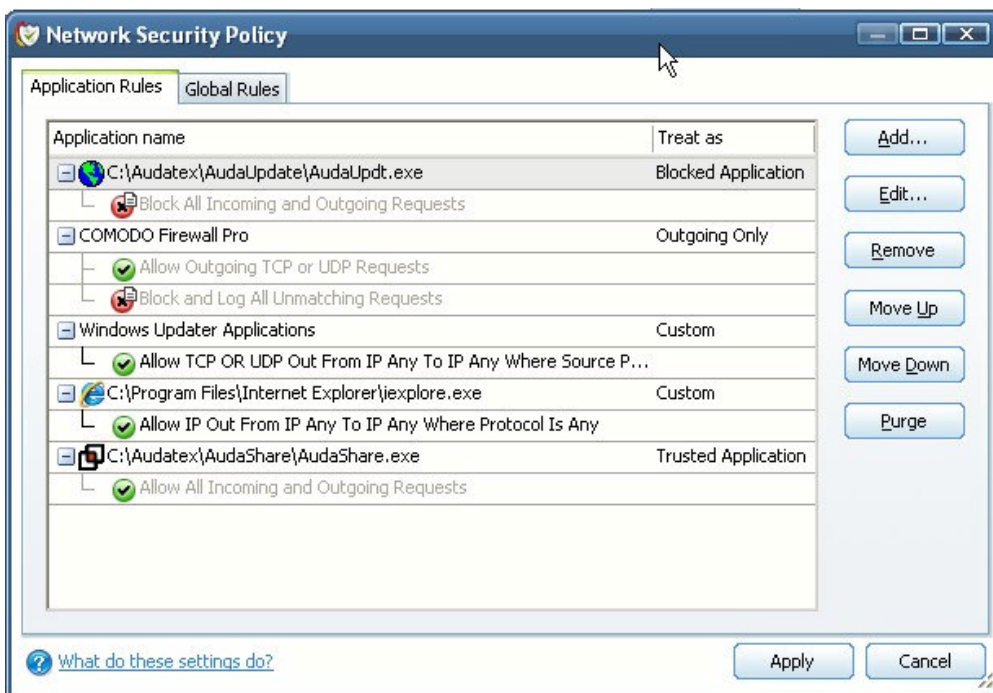 Network Security Policy
Application Rules
Global Rules
Application name Treat as
C:\Audatex\AudaUpdate\AudaUpdt.exe Blocked Application
Block All Incoming and Outgoing Requests
COMODO Firewall Pro Outgoing Only
Allow Outgoing TCP or UDP Requests
Block and Log All Unmatching Requests
Windows Updater Applications Custom
Allow TCP OR UDP Out From IP Any To IP Any Where Source P...
C:\Program Files\Internet Explorer\iexplore.exe Custom
Allow IP Out From IP Any To IP Any Where Protocol Is Any
C:\Audatex\AudaShare\AudaShare.exe Trusted Application
Allow All Incoming and Outgoing Requests
Add...
Edit...
Remove
Move Up
Move Down
Purge
What do these settings do?
Apply
Cancel